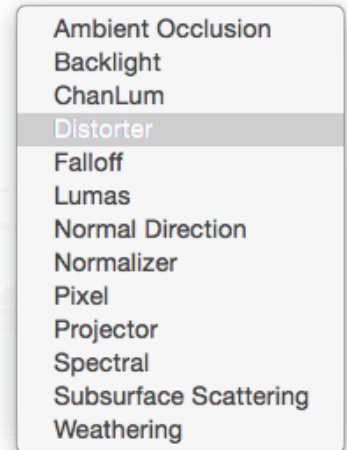 Ambient Occlusion
Backlight
ChanLum
Distorter
Falloff
Lumas
Normal Direction
Normalizer
Pixel
Projector
Spectral
Subsurface Scattering
Weathering